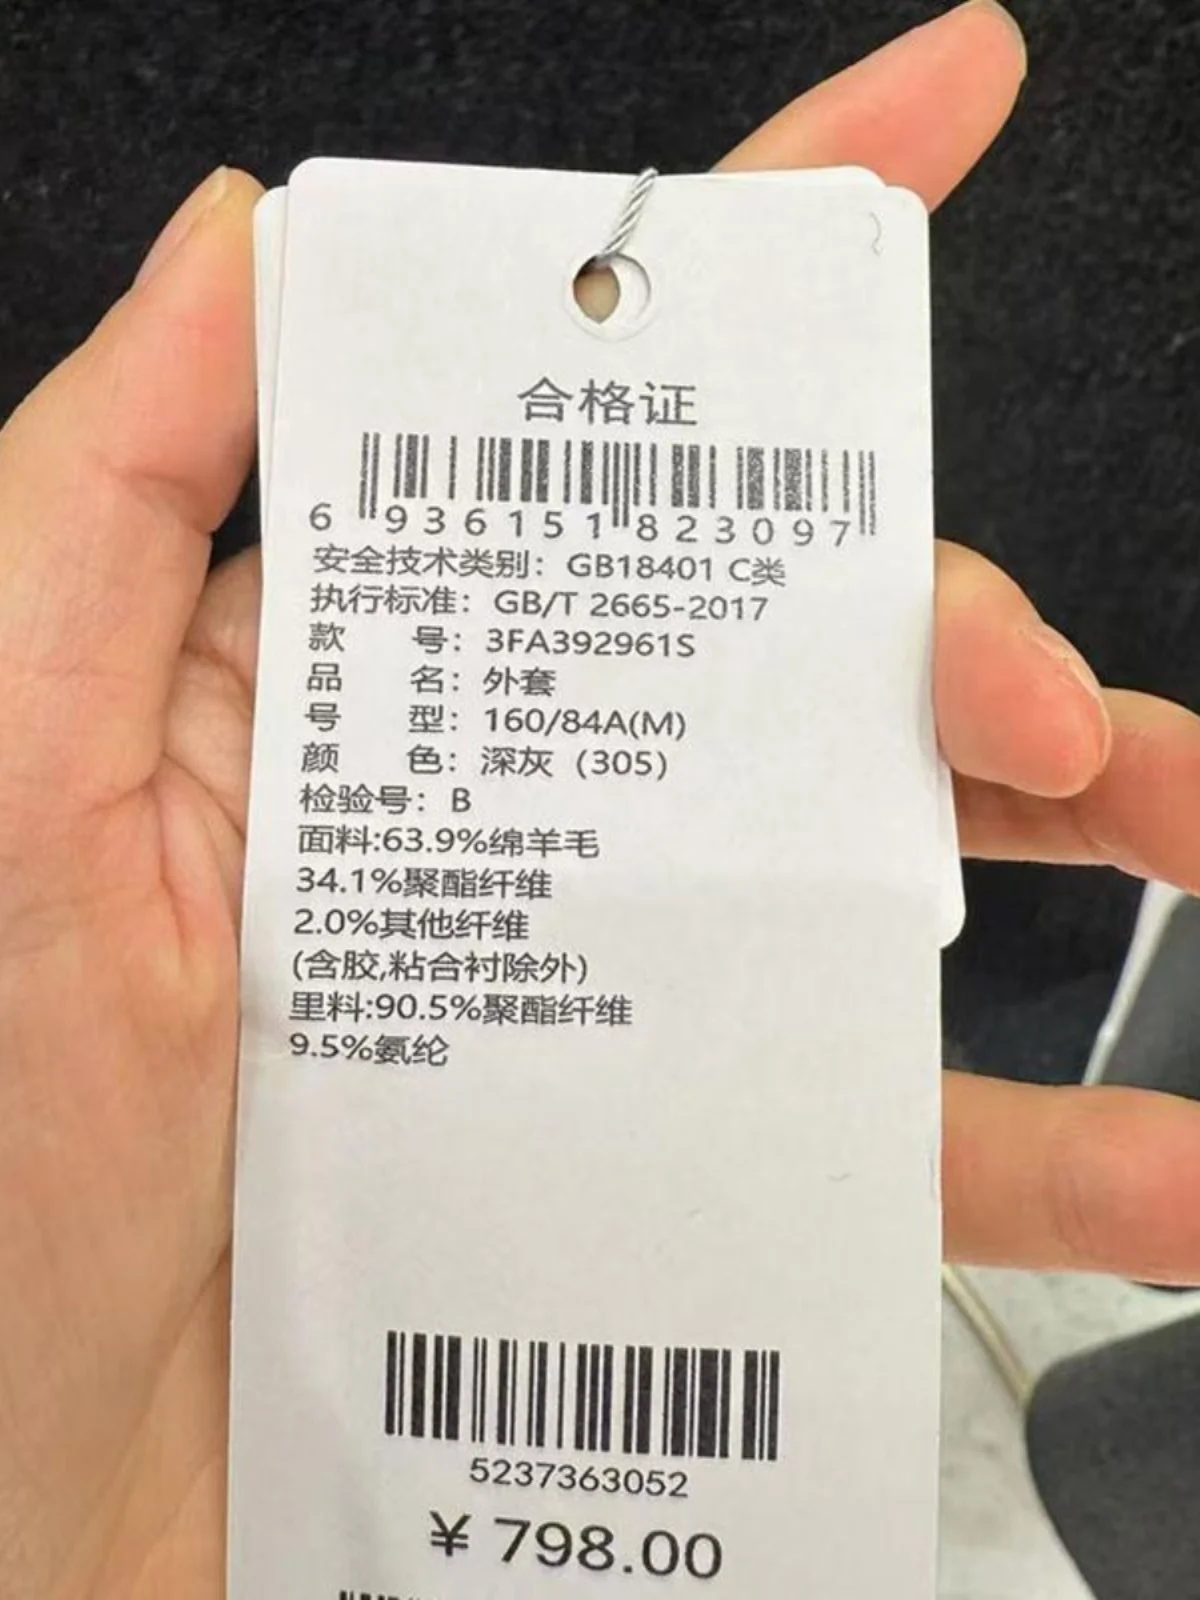 合格证
6 936151 823097
安全技术类别：GB18401 C类
执行标准：GB/T 2665-2017
款 号：3FA392961S
品 名：外套
号 型：160/84A(M)
颜 色：深灰（305）
检验号：B
面料:63.9%绵羊毛
34.1%聚酯纤维
2.0%其他纤维
(含胶,粘合衬除外)
里料:90.5%聚酯纤维
9.5%氨纶
5237363052
¥ 798.00